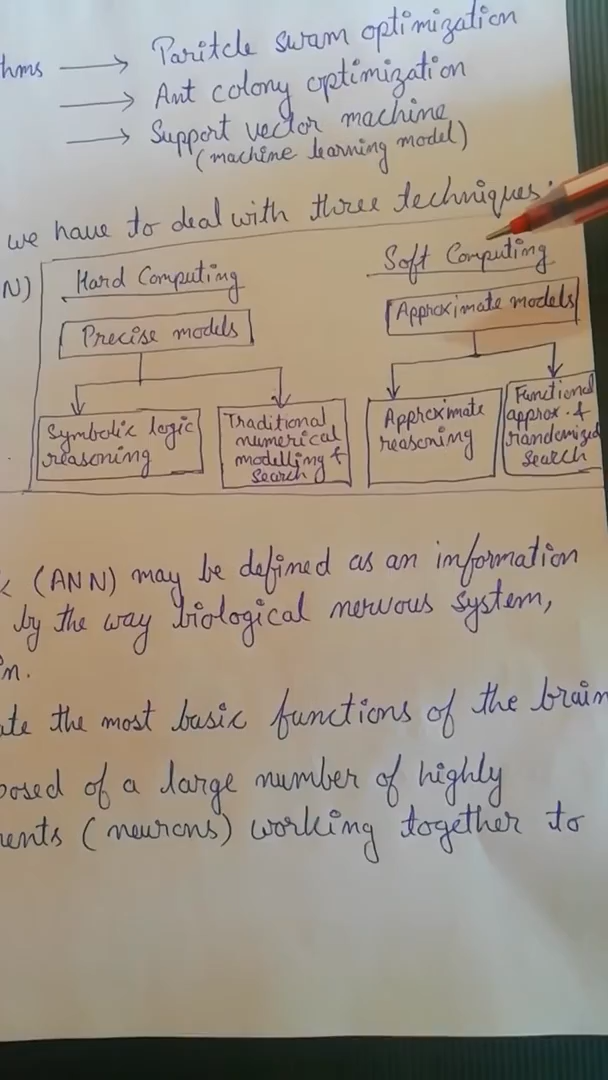 hms → Paritcle swam optimization
→ Ant colony optimization
→ Support vector machine
(machine learning model)
we have to deal with three techniques:
N) Hard Computing
Precise models
Symbolic logic
reasoning
Traditional
numerical
modelling &
search
Soft Computing
Approximate models
Approximate
reasoning
Functional
approx. &
randomized
search
(ANN) may be defined as an information
by the way biological nervous system,
n.
ate the most basic functions of the brain
posed of a large number of highly
ments (neurons) working together to